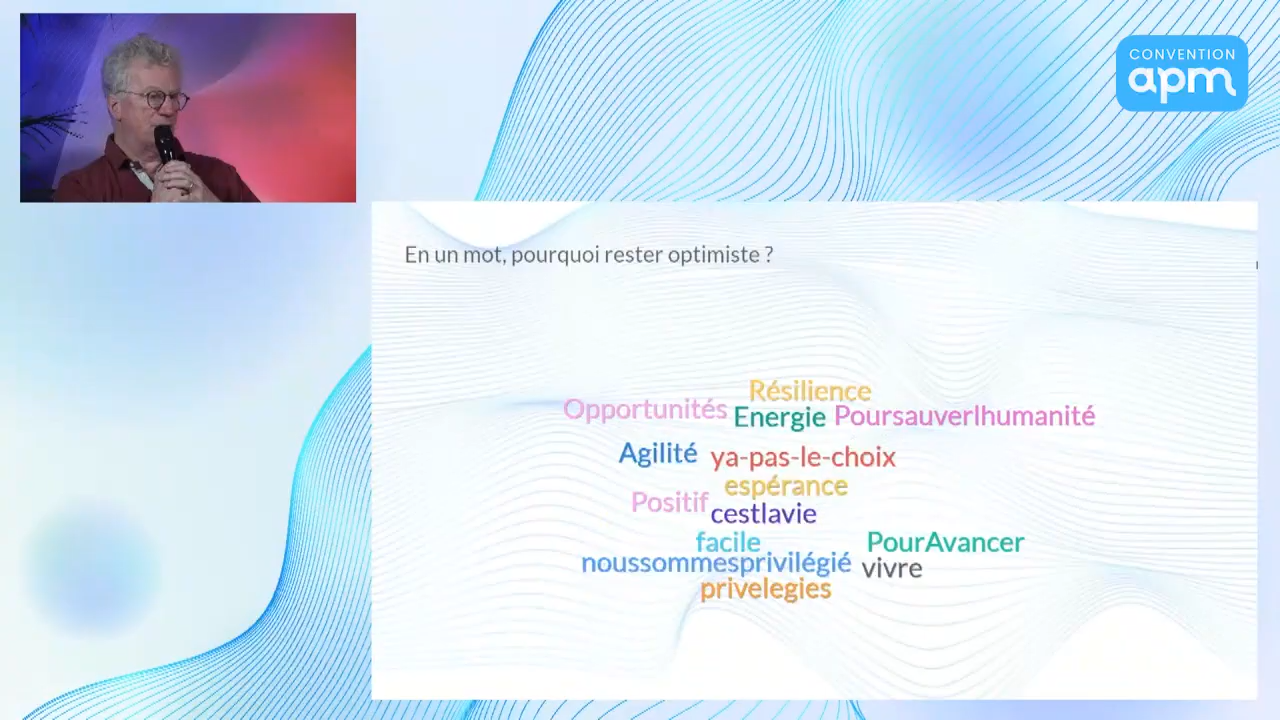 CONVENTION
apm
En un mot, pourquoi rester optimiste ?
Résilience
Opportunités
Energie
Poursauverlhumanité
Agilité
ya-pas-le-choix
espérance
Positif
cestlavie
facile
PourAvancer
noussommesprivilégié
vivre
privelegies